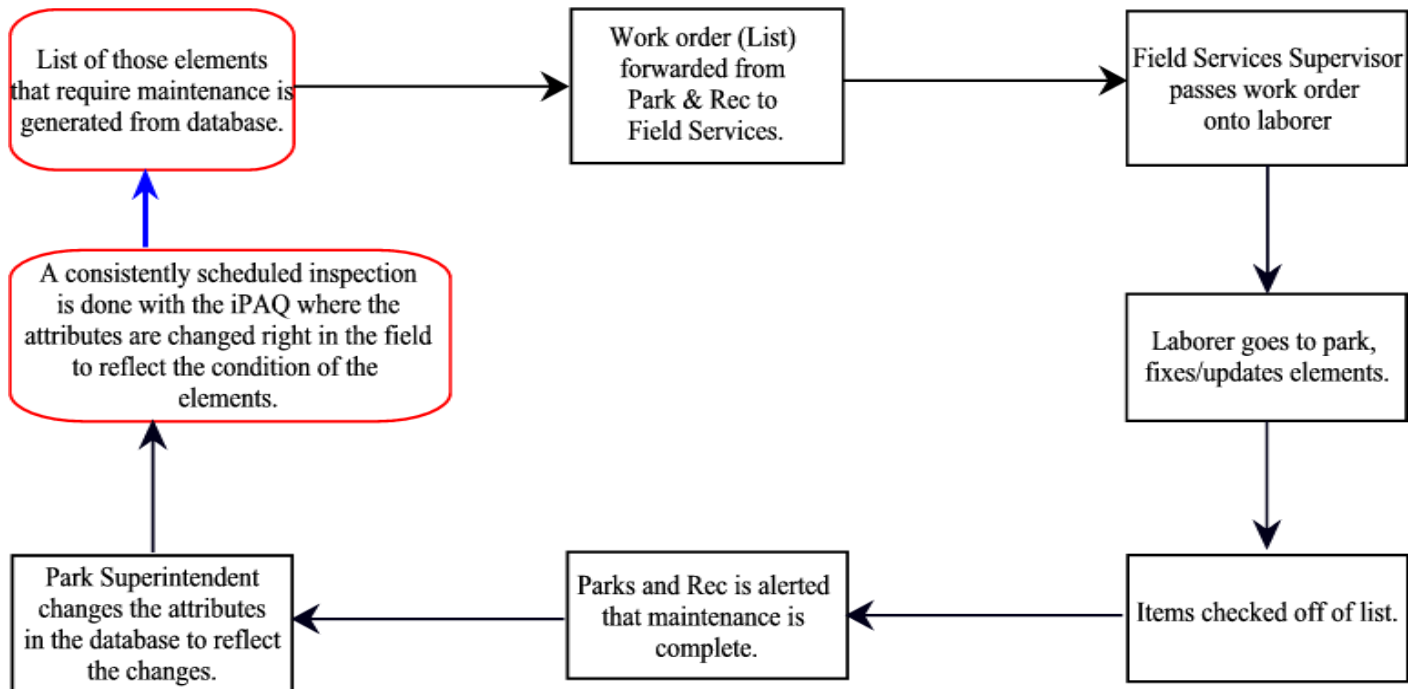 List of those elements
that require maintenance is
generated from database.
Work order (List)
forwarded from
Park & Rec to
Field Services.
Field Services Supervisor
passes work order
onto laborer
A consistently scheduled inspection
is done with the iPAQ where the
attributes are changed right in the field
to reflect the condition of the
elements.
Laborer goes to park,
fixes/updates elements.
Park Superintendent
changes the attributes
in the database to reflect
the changes.
Parks and Rec is alerted
that maintenance is
complete.
Items checked off of list.